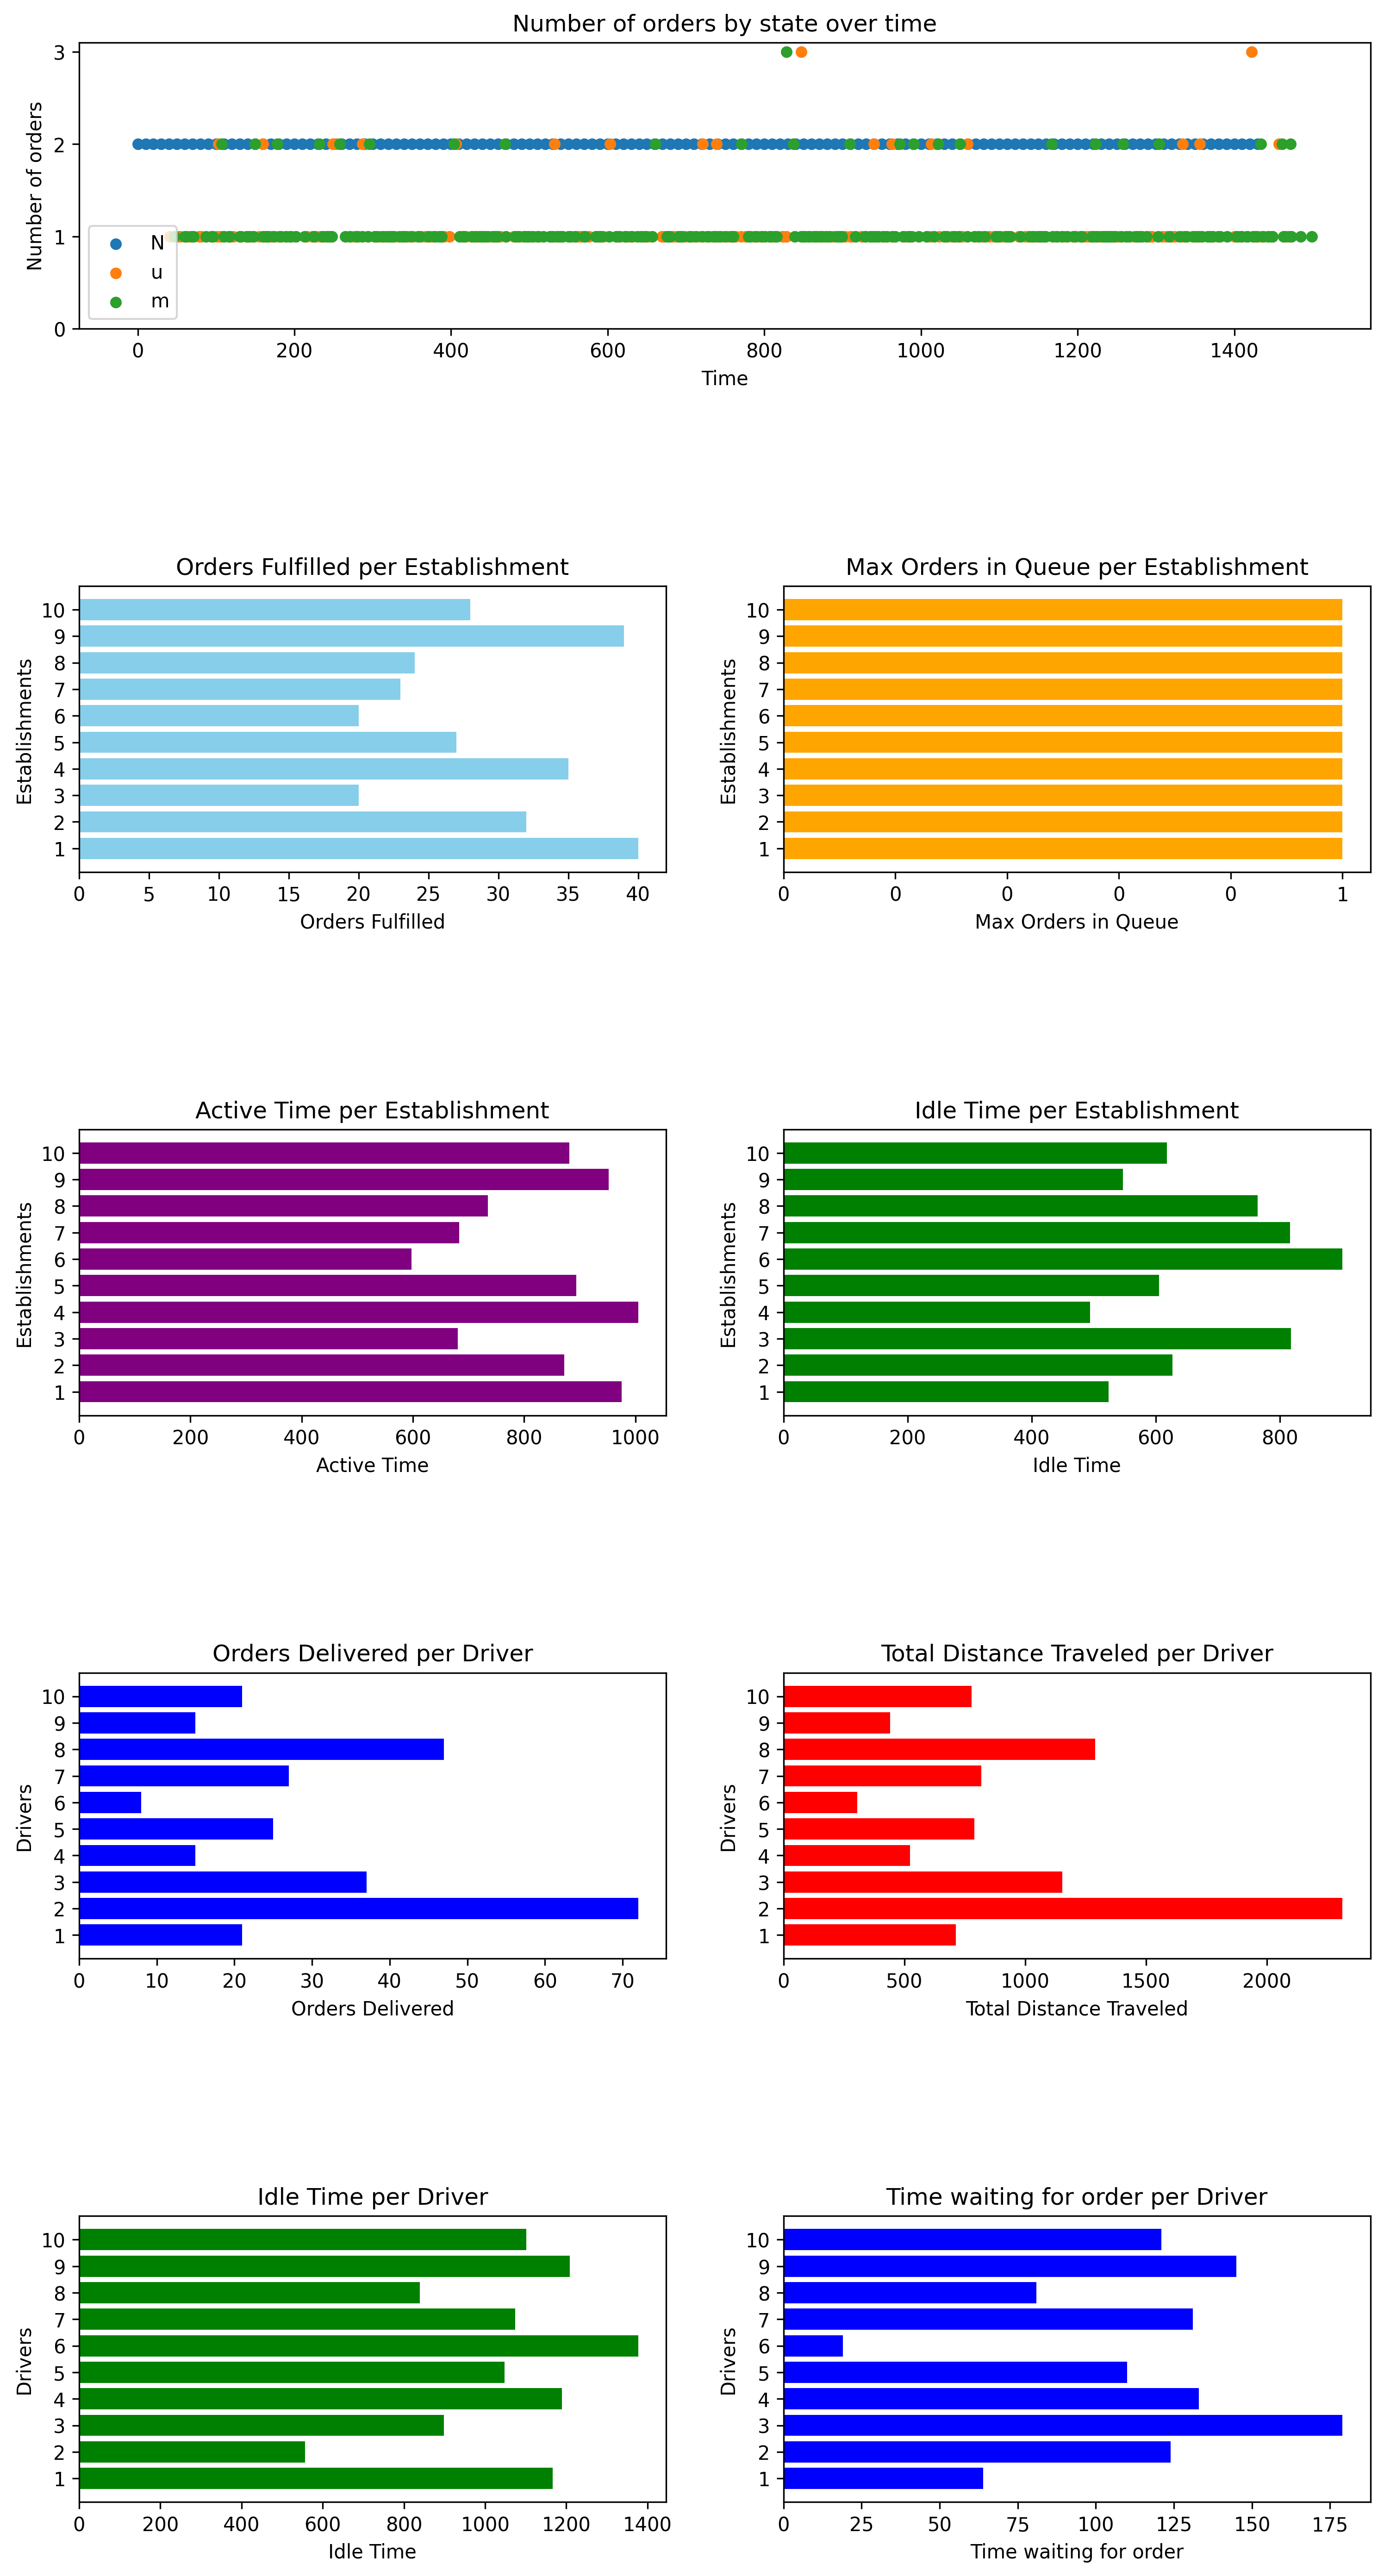 Number of orders by state over time
Number of orders
3
2
1
0
N
u
m
0 200 400 600 800 1000 1200 1400
Time
Orders Fulfilled per Establishment
Establishments
10
9
8
7
6
5
4
3
2
1
0 5 10 15 20 25 30 35 40
Orders Fulfilled
Max Orders in Queue per Establishment
Establishments
10
9
8
7
6
5
4
3
2
1
0 0 0 0 0 1
Max Orders in Queue
Active Time per Establishment
Establishments
10
9
8
7
6
5
4
3
2
1
0 200 400 600 800 1000
Active Time
Idle Time per Establishment
Establishments
10
9
8
7
6
5
4
3
2
1
0 200 400 600 800
Idle Time
Orders Delivered per Driver
Drivers
10
9
8
7
6
5
4
3
2
1
0 10 20 30 40 50 60 70
Orders Delivered
Total Distance Traveled per Driver
Drivers
10
9
8
7
6
5
4
3
2
1
0 500 1000 1500 2000
Total Distance Traveled
Idle Time per Driver
Drivers
10
9
8
7
6
5
4
3
2
1
0 200 400 600 800 1000 1200 1400
Idle Time
Time waiting for order per Driver
Drivers
10
9
8
7
6
5
4
3
2
1
0 25 50 75 100 125 150 175
Time waiting for order